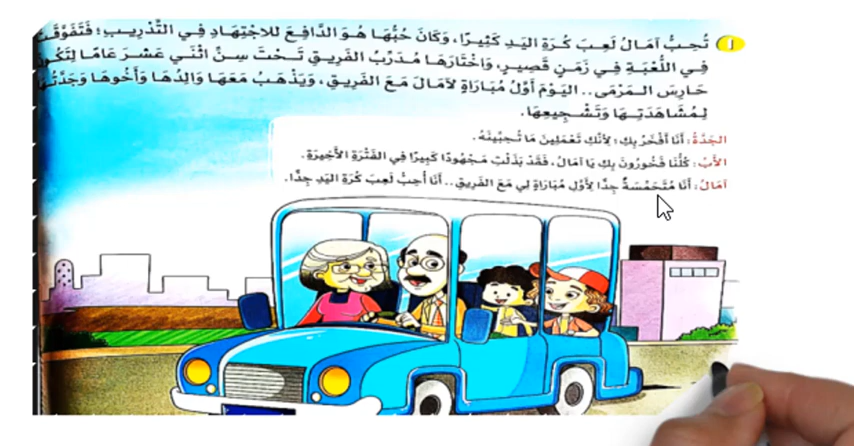 ١ تُحِبُّ آمَالُ لَعِبَ كُرَةِ اليَدِ كَثِيرًا، وَكَانَ حُبُّهَا هُوَ الدَّافِعَ لِلاجْتِهَادِ فِي التَّدْرِيبِ؛ فَتَفَوَّقَتْ
فِي اللُّعْبَةِ فِي زَمَنٍ قَصِيرٍ، وَاخْتَارَهَا مُدَرِّبُ الفَرِيقِ تَحْتَ سِنِّ اثْنَي عَشَرَ عَامًا لِتَكُونَ
حَارِسَ المَرْمَى.. اليَوْمَ أَوَّلُ مُبَارَاةٍ لآمَالَ مَعَ الفَرِيقِ، وَيَذْهَبُ مَعَهَا وَالِدُهَا وَأَخُوهَا وَجَدَّتُهَا
لِمُشَاهَدَتِهَا وَتَشْجِيعِهَا.
الجَدَّةُ: أَنَا أَفْخَرُ بِكِ؛ لِأَنَّكِ تَعْمَلِينَ مَا تُحِبِّينَهُ.
الأَبُ: كُلُّنَا فَخُورُونَ بِكِ يَا آمَالُ، فَقَدْ بَذَلْتِ مَجْهُودًا كَبِيرًا فِي الفَتْرَةِ الأَخِيرَةِ.
آمَالُ: أَنَا مُتَحَمِّسَةٌ جِدًّا لِأَوَّلِ مُبَارَاةٍ لِي مَعَ الفَرِيقِ.. أَنَا أُحِبُّ لَعِبَ كُرَةِ اليَدِ جِدًّا.